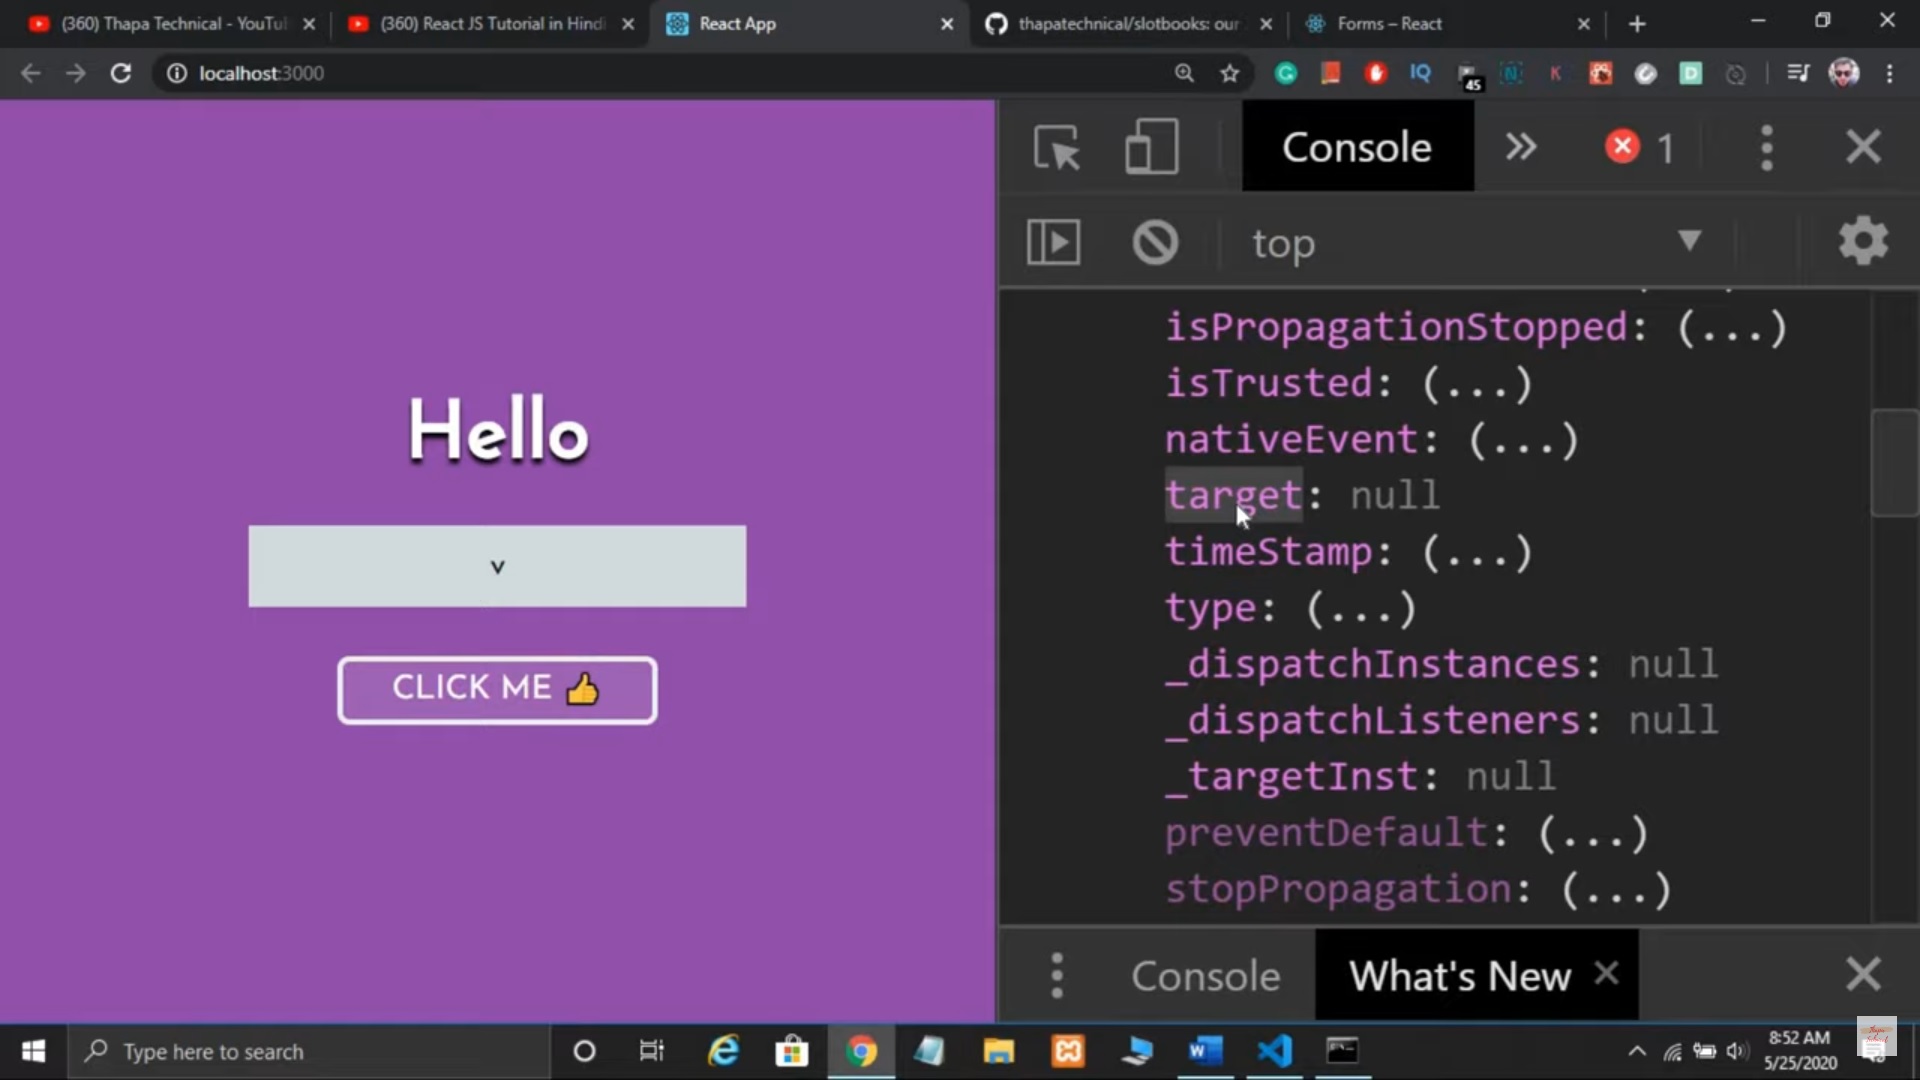 (360) Thapa Technical - YouTu
(360) React JS Tutorial in Hindi
React App
thapatechnical/slotbooks: our
Forms – React
localhost:3000
IQ
45
N
K
D
Console
1
top
isPropagationStopped: (...)
isTrusted: (...)
nativeEvent: (...)
target: null
timeStamp: (...)
type: (...)
_dispatchInstances: null
_dispatchListeners: null
_targetInst: null
preventDefault: (...)
stopPropagation: (...)
Hello
v
CLICK ME 👍
Console
What's New
Type here to search
8:52 AM
5/25/2020